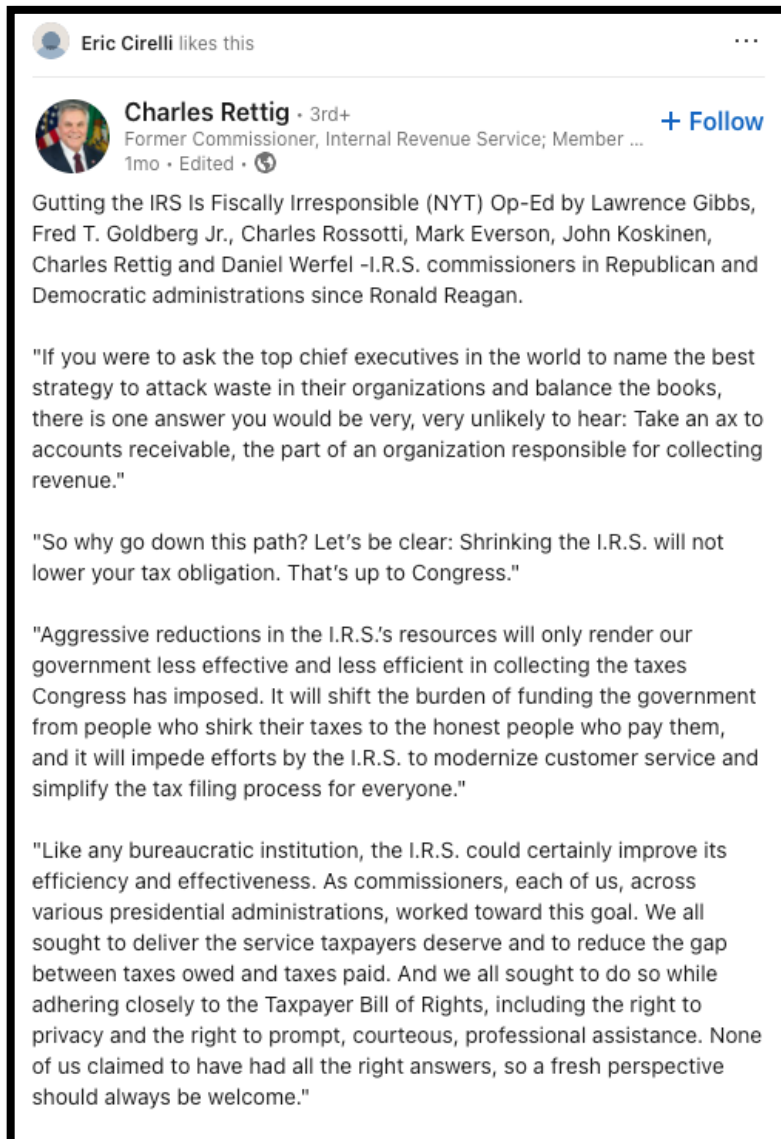 Eric Cirelli likes this
...
Charles Rettig • 3rd+
+ Follow
Former Commissioner, Internal Revenue Service; Member ...
1mo • Edited •
Gutting the IRS Is Fiscally Irresponsible (NYT) Op-Ed by Lawrence Gibbs,
Fred T. Goldberg Jr., Charles Rossotti, Mark Everson, John Koskinen,
Charles Rettig and Daniel Werfel -I.R.S. commissioners in Republican and
Democratic administrations since Ronald Reagan.
"If you were to ask the top chief executives in the world to name the best
strategy to attack waste in their organizations and balance the books,
there is one answer you would be very, very unlikely to hear: Take an ax to
accounts receivable, the part of an organization responsible for collecting
revenue."
"So why go down this path? Let’s be clear: Shrinking the I.R.S. will not
lower your tax obligation. That’s up to Congress."
"Aggressive reductions in the I.R.S.’s resources will only render our
government less effective and less efficient in collecting the taxes
Congress has imposed. It will shift the burden of funding the government
from people who shirk their taxes to the honest people who pay them,
and it will impede efforts by the I.R.S. to modernize customer service and
simplify the tax filing process for everyone."
"Like any bureaucratic institution, the I.R.S. could certainly improve its
efficiency and effectiveness. As commissioners, each of us, across
various presidential administrations, worked toward this goal. We all
sought to deliver the service taxpayers deserve and to reduce the gap
between taxes owed and taxes paid. And we all sought to do so while
adhering closely to the Taxpayer Bill of Rights, including the right to
privacy and the right to prompt, courteous, professional assistance. None
of us claimed to have had all the right answers, so a fresh perspective
should always be welcome."